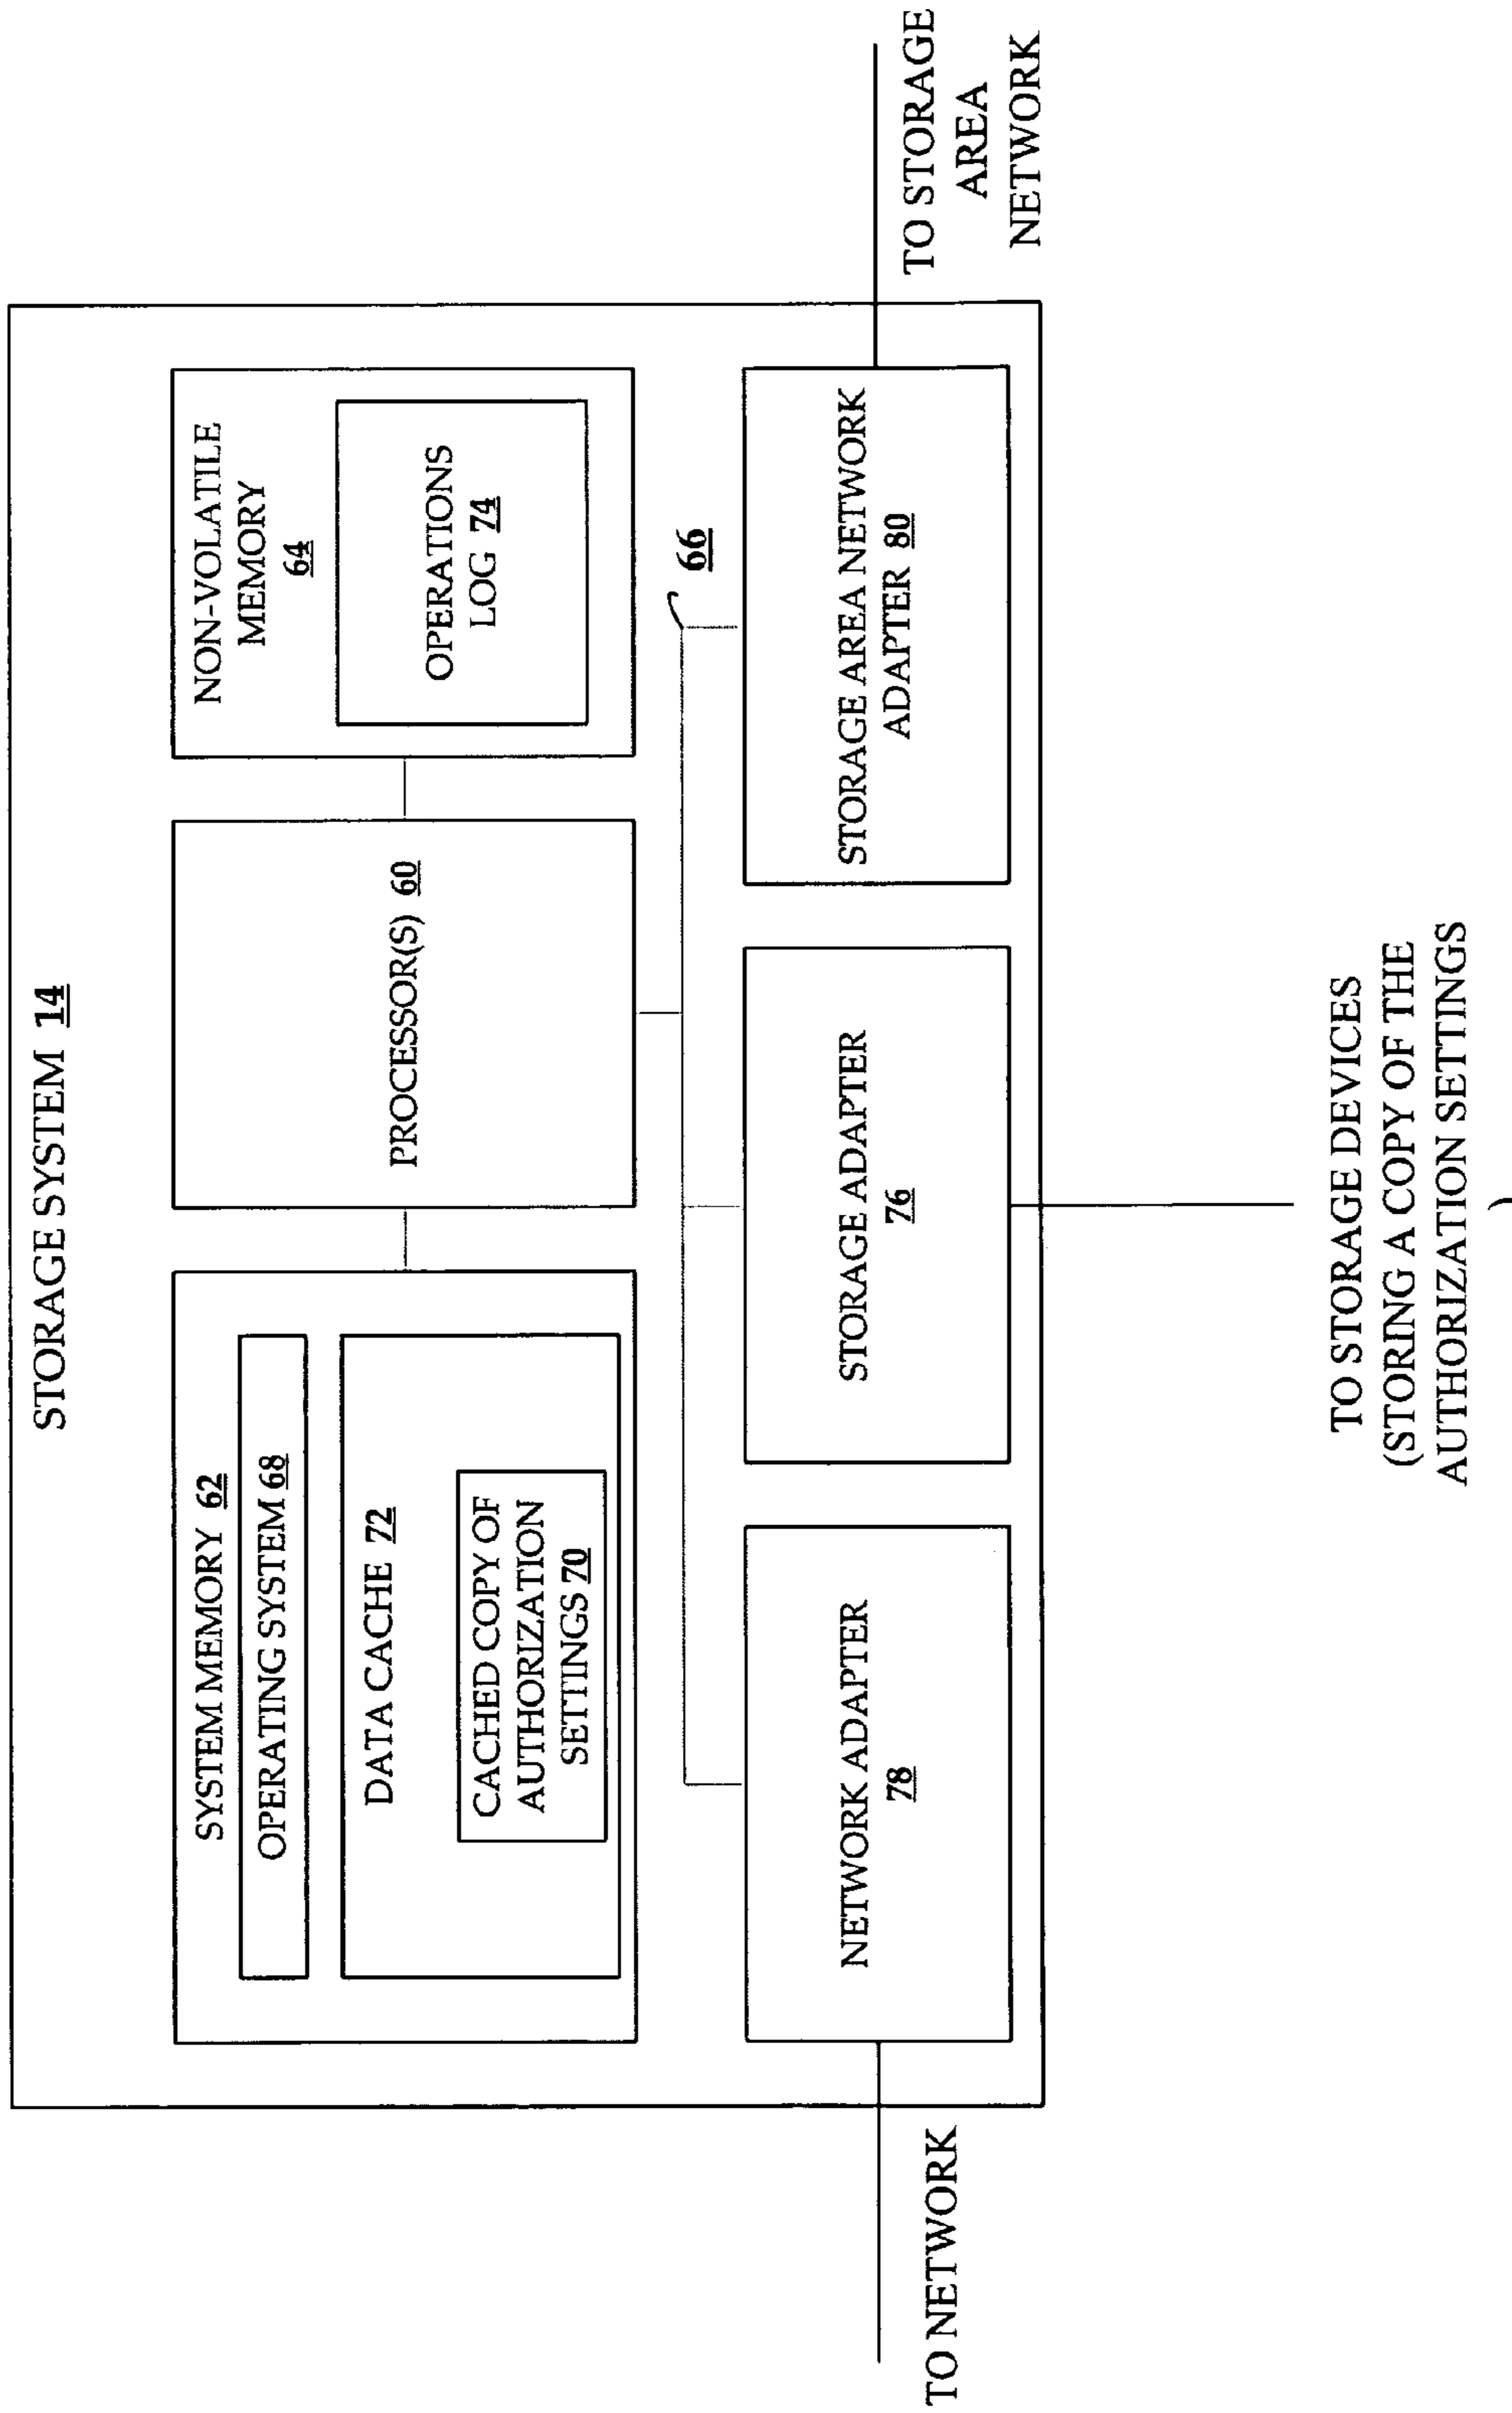 STORAGE SYSTEM 14
SYSTEM MEMORY 62
OPERATING SYSTEM 68
DATA CACHE 72
CACHED COPY OF
AUTHORIZATION
SETTINGS 70
PROCESSOR(S) 60
NON-VOLATILE
MEMORY
64
OPERATIONS
LOG 74
66
NETWORK ADAPTER
78
STORAGE ADAPTER
76
STORAGE AREA NETWORK
ADAPTER 80
TO NETWORK
TO STORAGE
AREA
NETWORK
TO STORAGE DEVICES
(STORING A COPY OF THE
AUTHORIZATION SETTINGS
)